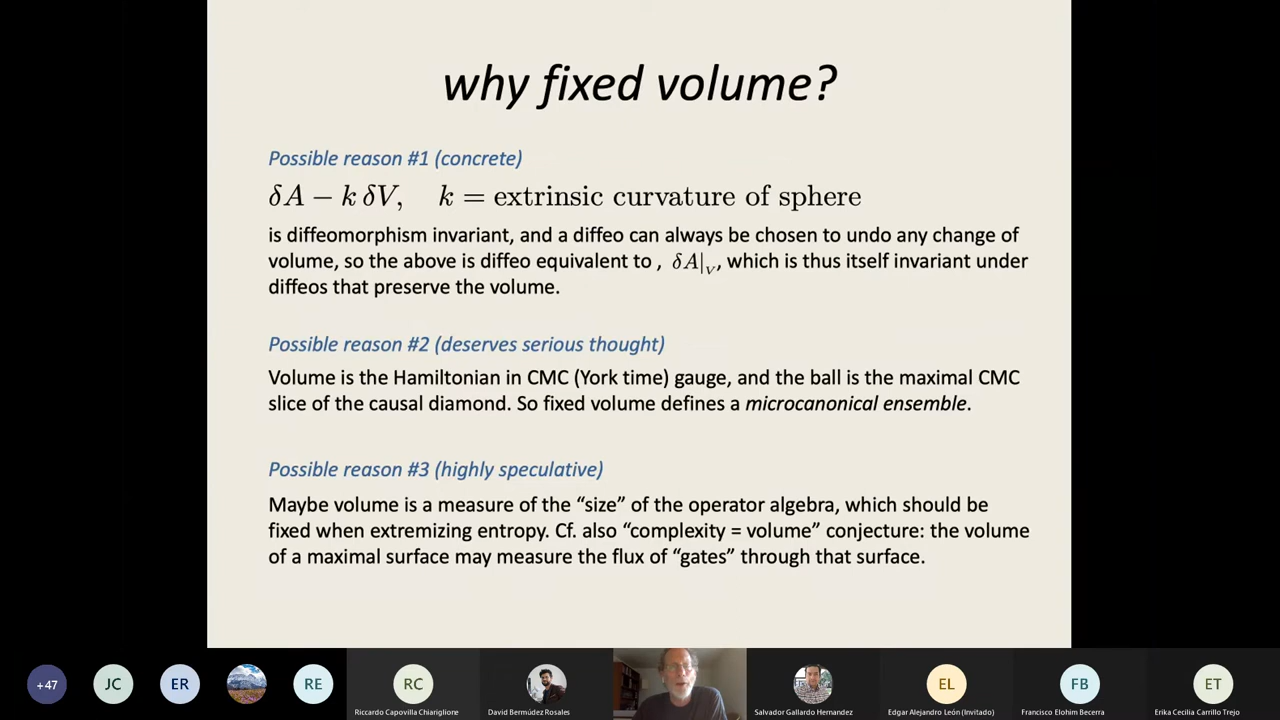 why fixed volume?
Possible reason #1 (concrete)
δA − k δV, k = extrinsic curvature of sphere
is diffeomorphism invariant, and a diffeo can always be chosen to undo any change of
volume, so the above is diffeo equivalent to , δA|_V, which is thus itself invariant under
diffeos that preserve the volume.
Possible reason #2 (deserves serious thought)
Volume is the Hamiltonian in CMC (York time) gauge, and the ball is the maximal CMC
slice of the causal diamond. So fixed volume defines a microcanonical ensemble.
Possible reason #3 (highly speculative)
Maybe volume is a measure of the “size” of the operator algebra, which should be
fixed when extremizing entropy. Cf. also “complexity = volume” conjecture: the volume
of a maximal surface may measure the flux of “gates” through that surface.
+47
JC
ER
RE
RC
Riccardo Capovilla Chiariglione
David Bermúdez Rosales
Salvador Gallardo Hernandez
EL
Edgar Alejandro León (Invitado)
FB
Francisco Elohim Becerra
ET
Erika Cecilia Carrillo Trejo